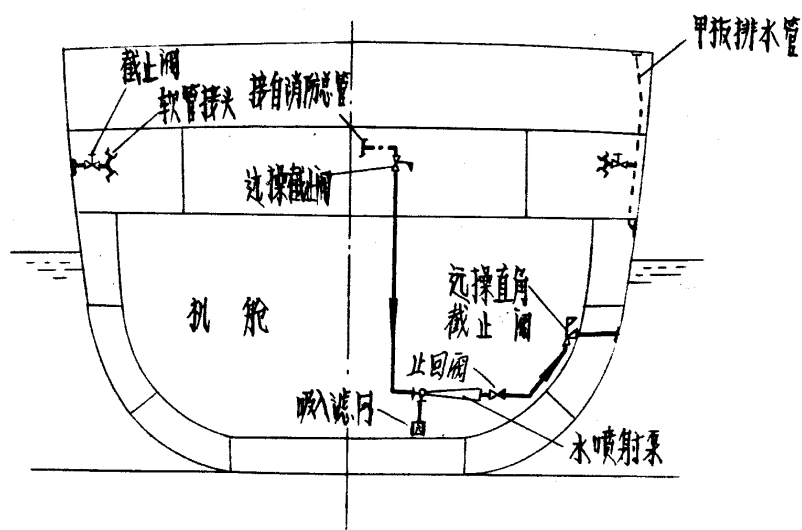 甲板排水管
截止阀
软管接头
接自消防总管
远操截止阀
远操直角
截止阀
机舱
止回阀
吸入滤网
水喷射泵